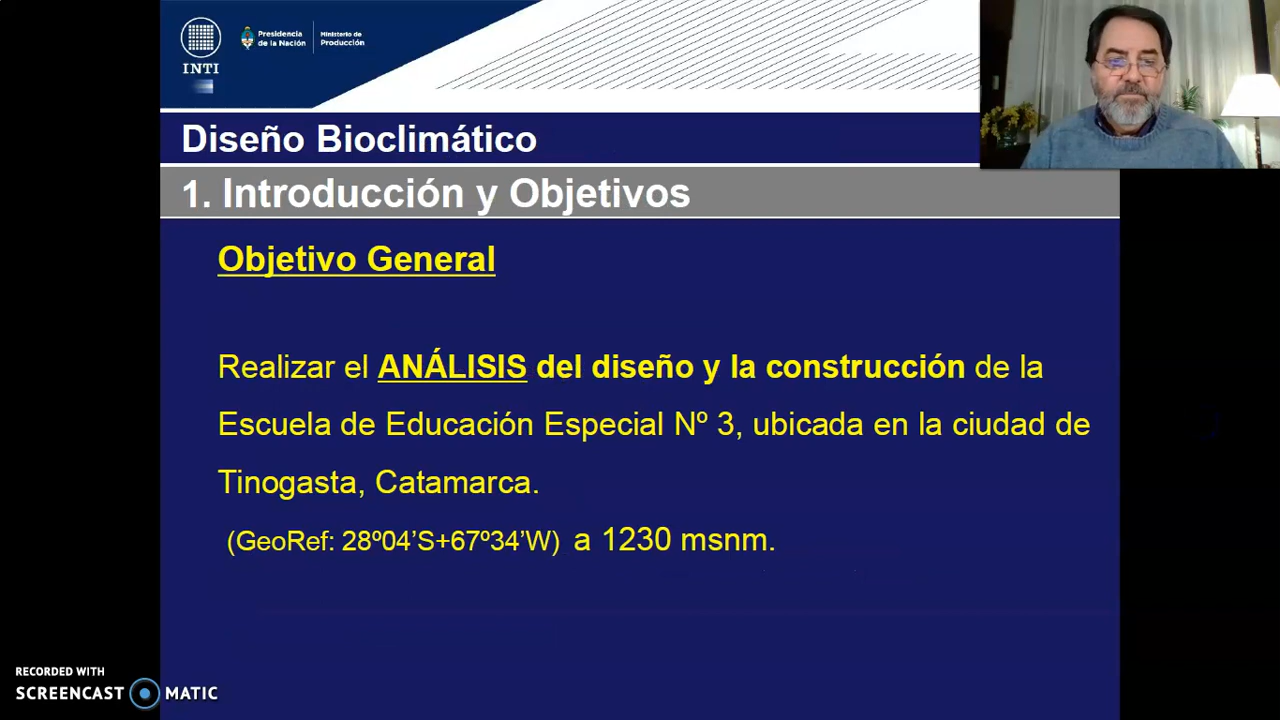 INTI
Presidencia
de la Nación
Ministerio de
Producción
Diseño Bioclimático
1. Introducción y Objetivos
Objetivo General
Realizar el ANÁLISIS del diseño y la construcción de la
Escuela de Educación Especial Nº 3, ubicada en la ciudad de
Tinogasta, Catamarca.
(GeoRef: 28º04’S+67º34’W) a 1230 msnm.
RECORDED WITH
SCREENCAST MATIC